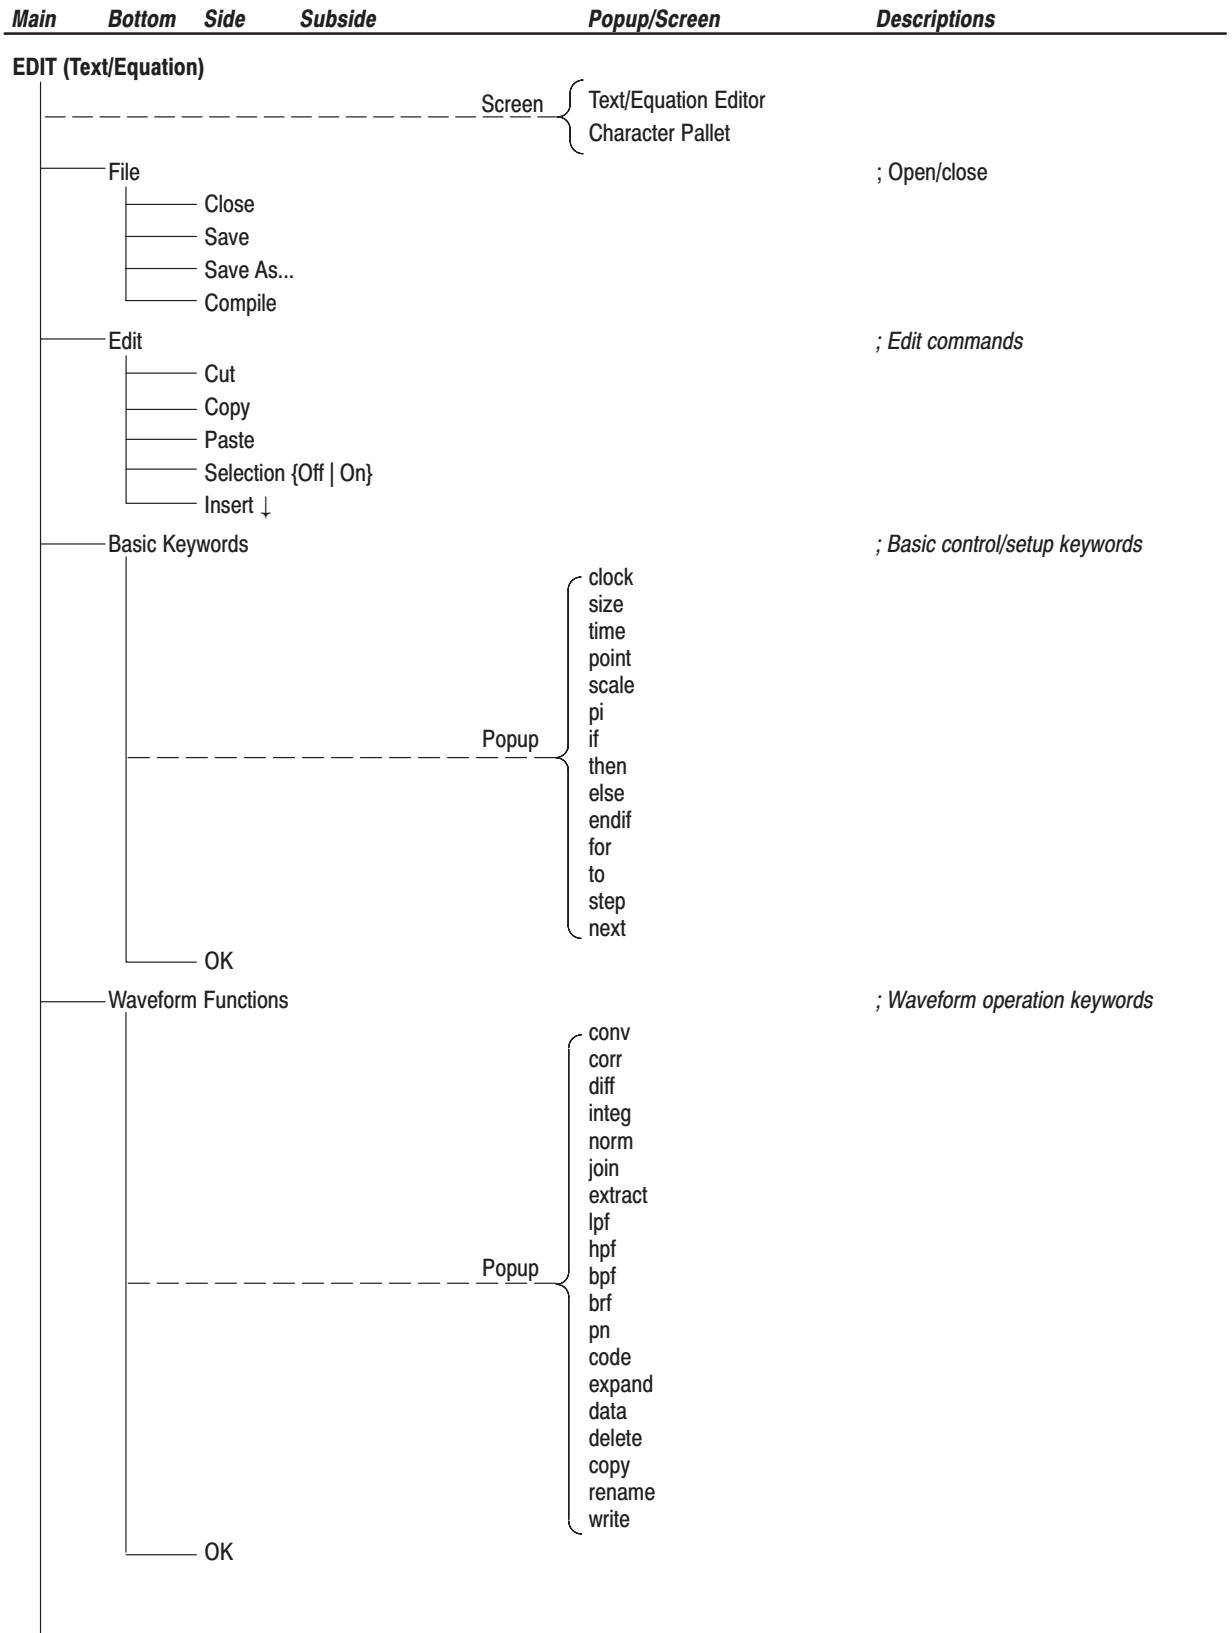 Main Bottom Side Subside Popup/Screen Descriptions
EDIT (Text/Equation)
Screen
Text/Equation Editor
Character Pallet
File ; Open/close
Close
Save
Save As...
Compile
Edit ; Edit commands
Cut
Copy
Paste
Selection {Off | On}
Insert ↓
Basic Keywords ; Basic control/setup keywords
Popup
clock
size
time
point
scale
pi
if
then
else
endif
for
to
step
next
OK
Waveform Functions ; Waveform operation keywords
Popup
conv
corr
diff
integ
norm
join
extract
lpf
hpf
bpf
brf
pn
code
expand
data
delete
copy
rename
write
OK